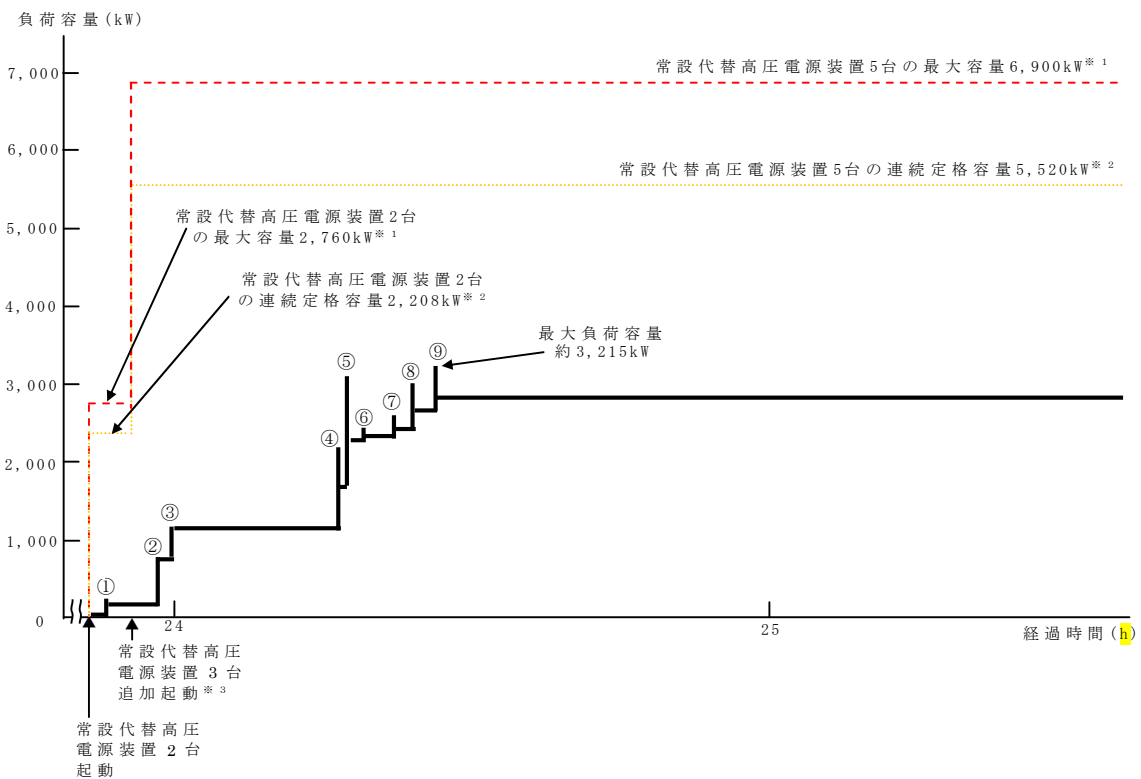 負荷容量(kW)
7,000
6,000
5,000
4,000
3,000
2,000
1,000
0
常設代替高圧電源装置5台の最大容量6,900kW※1
常設代替高圧電源装置5台の連続定格容量5,520kW※2
常設代替高圧電源装置2台
の最大容量2,760kW※1
常設代替高圧電源装置2台
の連続定格容量2,208kW※2
最大負荷容量
約3,215kW
①
②
③
④
⑤
⑥
⑦
⑧
⑨
24
25
経過時間(h)
常設代替高圧
電源装置3台
追加起動※3
常設代替高圧
電源装置2台
起動